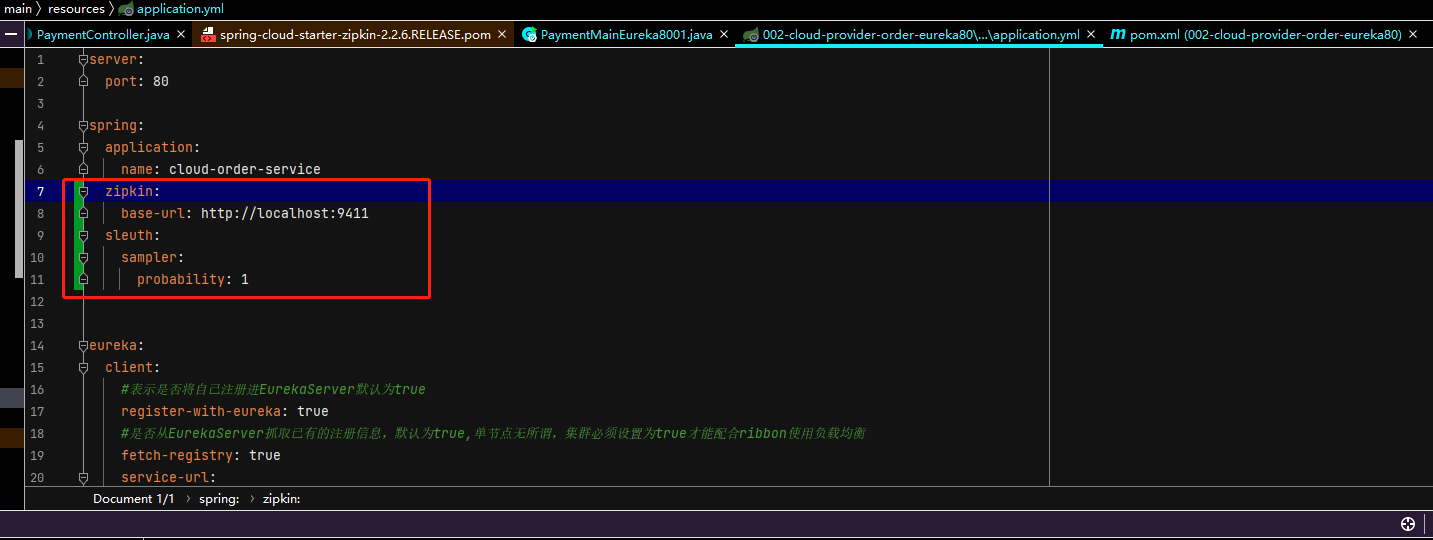 main › resources › application.yml
PaymentController.java × spring-cloud-starter-zipkin-2.2.6.RELEASE.pom × PaymentMainEureka8001.java × 002-cloud-provider-order-eureka80\...\application.yml × m pom.xml (002-cloud-provider-order-eureka80) ×
1 server:
2   port: 80
3
4 spring:
5   application:
6     name: cloud-order-service
7   zipkin:
8     base-url: http://localhost:9411
9   sleuth:
10     sampler:
11       probability: 1
12
13
14 eureka:
15   client:
16     #表示是否将自己注册进EurekaServer默认为true
17     register-with-eureka: true
18     #是否从EurekaServer抓取已有的注册信息，默认为true,单节点无所谓，集群必须设置为true才能配合ribbon使用负载均衡
19     fetch-registry: true
20     service-url:
Document 1/1 › spring: › zipkin: